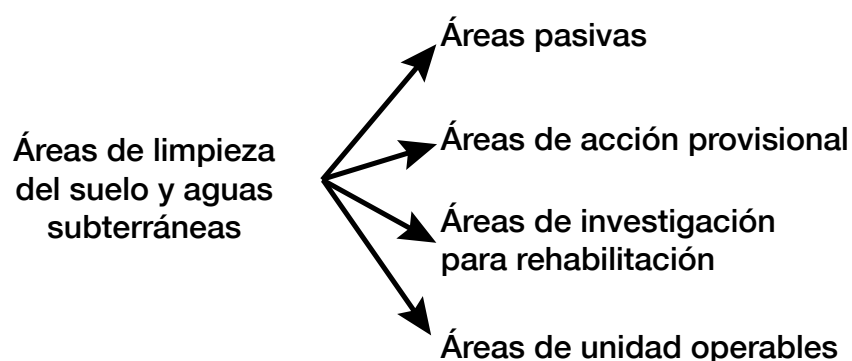 Áreas de limpieza
del suelo y aguas
subterráneas
Áreas pasivas
Áreas de acción provisional
Áreas de investigación
para rehabilitación
Áreas de unidad operables